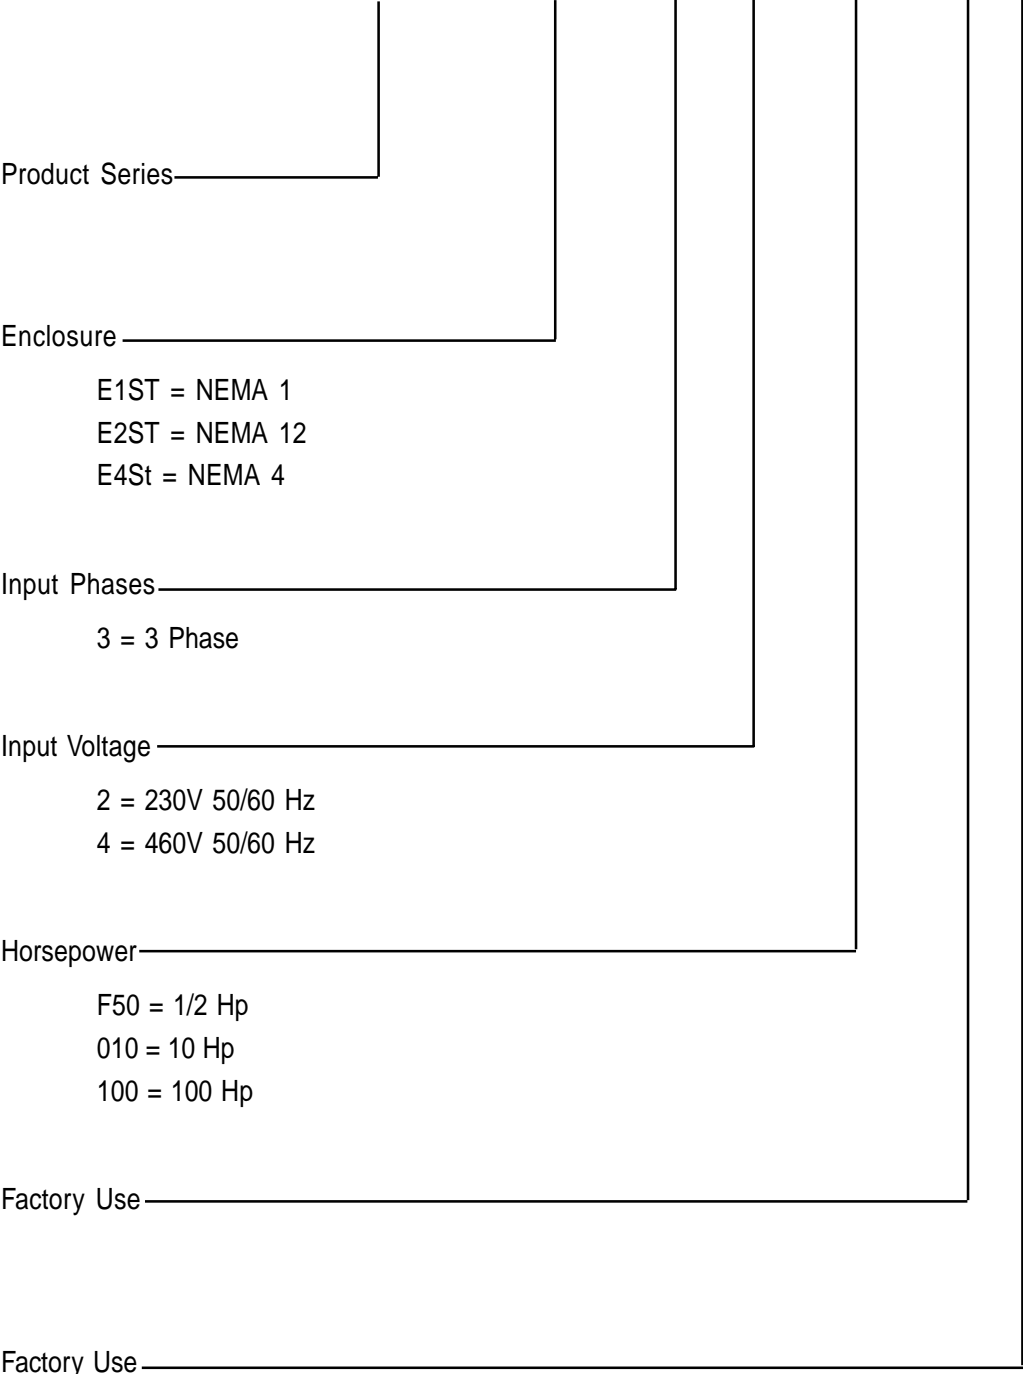 Product Series
Enclosure
E1ST = NEMA 1
E2ST = NEMA 12
E4St = NEMA 4
Input Phases
3 = 3 Phase
Input Voltage
2 = 230V 50/60 Hz
4 = 460V 50/60 Hz
Horsepower
F50 = 1/2 Hp
010 = 10 Hp
100 = 100 Hp
Factory Use
Factory Use